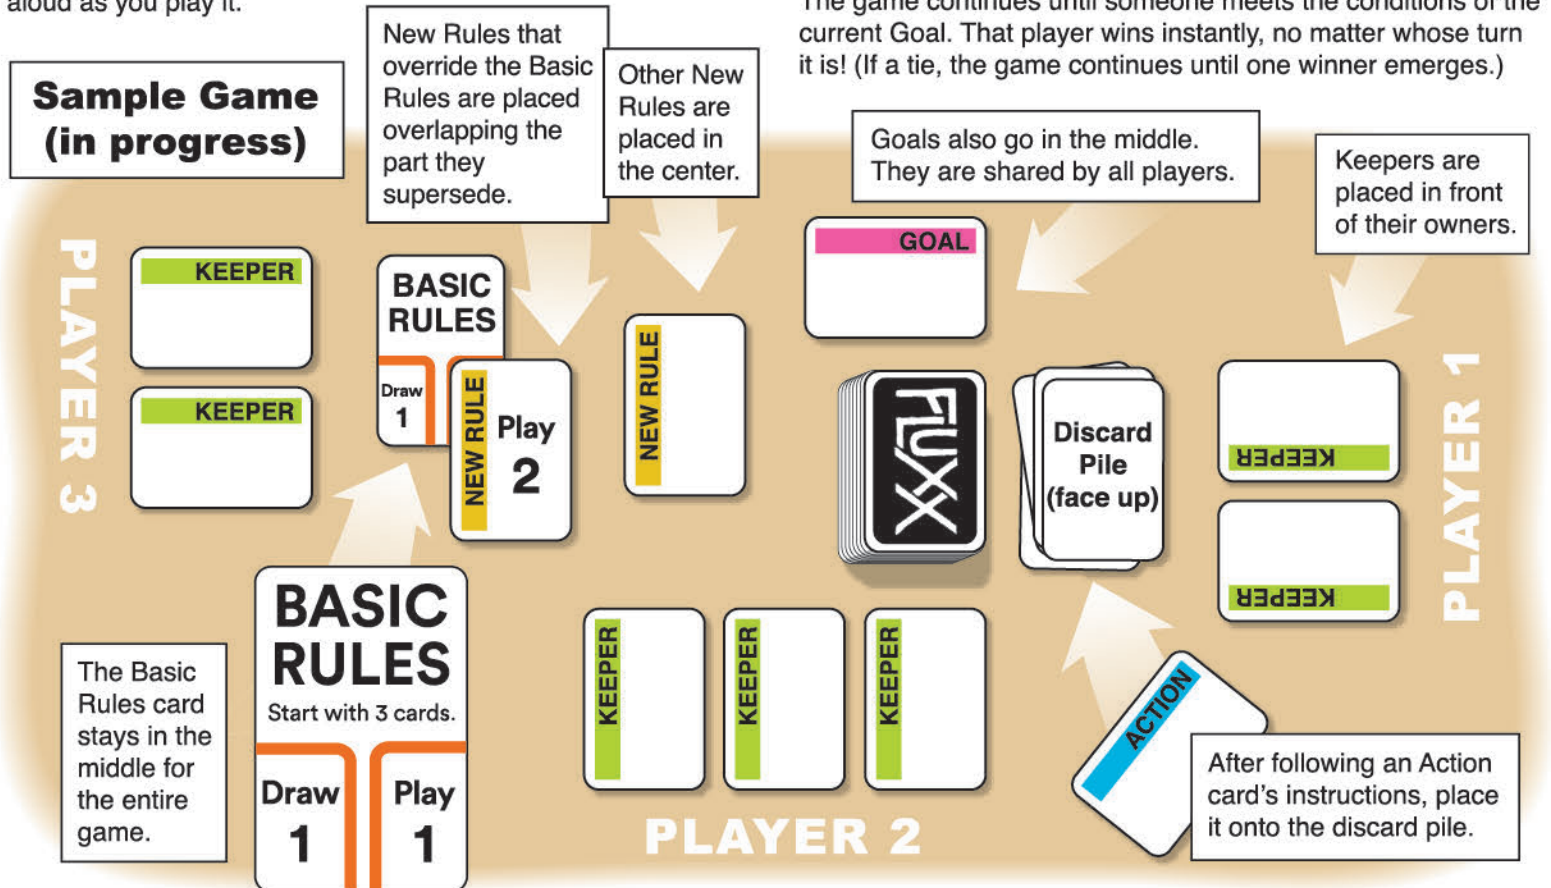 aloud as you play it.
The game continues until someone meets the conditions of the
current Goal. That player wins instantly, no matter whose turn
it is! (If a tie, the game continues until one winner emerges.)
Sample Game
(in progress)
New Rules that
override the Basic
Rules are placed
overlapping the
part they
supersede.
Other New
Rules are
placed in
the center.
Goals also go in the middle.
They are shared by all players.
Keepers are
placed in front
of their owners.
PLAYER 3
KEEPER
KEEPER
BASIC
RULES
Draw
1
NEW RULE
Play
2
NEW RULE
GOAL
FLUXX
Discard
Pile
(face up)
KEEPER
KEEPER
PLAYER 1
The Basic
Rules card
stays in the
middle for
the entire
game.
BASIC
RULES
Start with 3 cards.
Draw
1
Play
1
KEEPER
KEEPER
KEEPER
PLAYER 2
ACTION
After following an Action
card's instructions, place
it onto the discard pile.